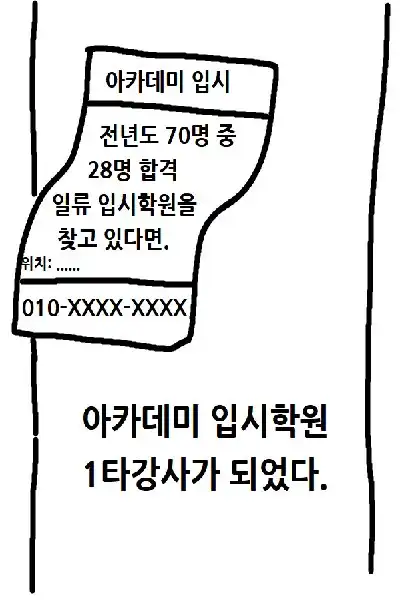 아카데미 입시
전년도 70명 중
28명 합격
일류 입시학원을
찾고 있다면.
위치: ......
010-XXXX-XXXX
아카데미 입시학원
1타강사가 되었다.